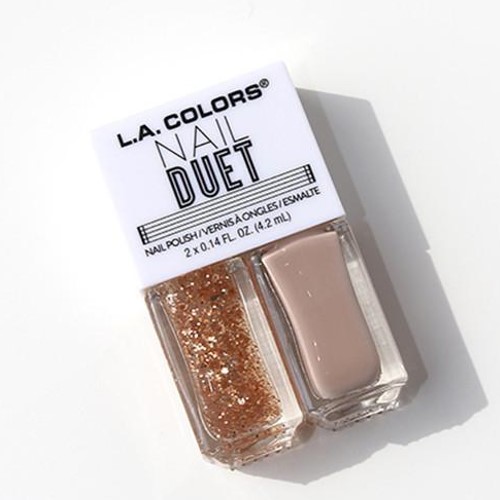 L.A. COLORS®
NAIL
DUET
NAIL POLISH / VERNIS À ONGLES / ESMALTE
2 x 0.14 FL. OZ. (4.2 mL)